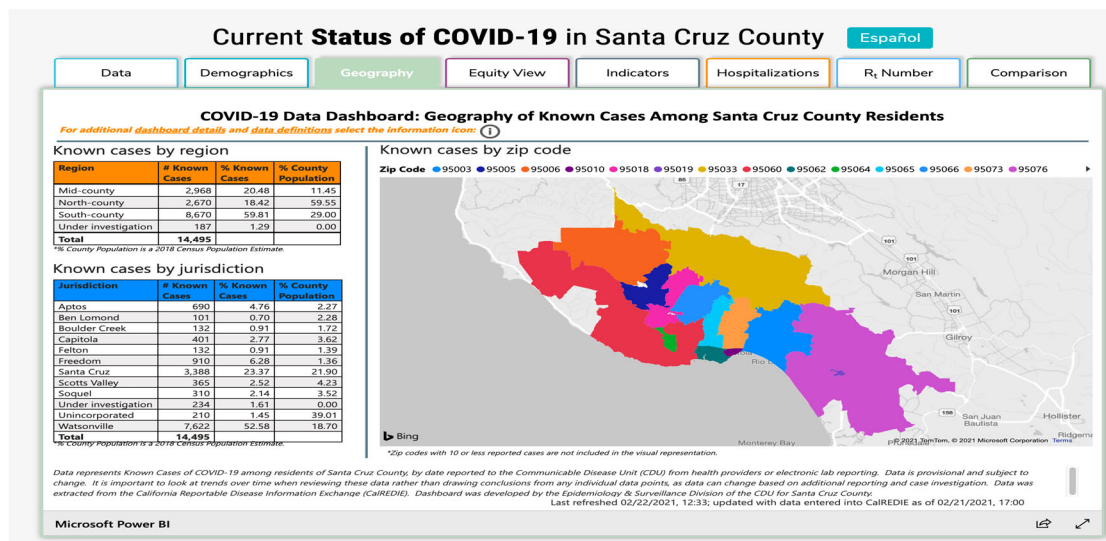 Current Status of COVID-19 in Santa Cruz County Español
Data Demographics Geography Equity View Indicators Hospitalizations Rt Number Comparison
COVID-19 Data Dashboard: Geography of Known Cases Among Santa Cruz County Residents
For additional dashboard details and data definitions select the information icon: i
Known cases by region
Region # Known Cases % Known Cases % County Population
Mid-county 2,968 20.48 11.45
North-county 2,670 18.42 59.55
South-county 8,670 59.81 29.00
Under investigation 187 1.29 0.00
Total 14,495
*% County Population is a 2018 Census Population Estimate.
Known cases by jurisdiction
Jurisdiction # Known Cases % Known Cases % County Population
Aptos 690 4.76 2.27
Ben Lomond 101 0.70 2.28
Boulder Creek 132 0.91 1.72
Capitola 401 2.77 3.62
Felton 132 0.91 1.39
Freedom 910 6.28 1.36
Santa Cruz 3,388 23.37 21.90
Scotts Valley 365 2.52 4.23
Soquel 310 2.14 3.52
Under investigation 234 1.61 0.00
Unincorporated 210 1.45 39.01
Watsonville 7,622 52.58 18.70
Total 14,495
*% County Population is a 2018 Census Population Estimate.
Known cases by zip code
Zip Code 95003 95005 95006 95010 95018 95019 95033 95060 95062 95064 95065 95066 95073 95076
85
17
101
101
Morgan Hill
San Martin
101
Gilroy
Rio
156
San Juan
Bautista
Hollister
Monterey Bay
Bing
© 2021 TomTom, © 2021 Microsoft Corporation Terms
*Zip codes with 10 or less reported cases are not included in the visual representation.
Data represents Known Cases of COVID-19 among residents of Santa Cruz County, by date reported to the Communicable Disease Unit (CDU) from health providers or electronic lab reporting. Data is provisional and subject to
change. It is important to look at trends over time when reviewing these data rather than drawing conclusions from any individual data points, as data can change based on additional reporting and case investigation. Data was
extracted from the California Reportable Disease Information Exchange (CalREDIE). Dashboard was developed by the Epidemiology & Surveillance Division of the CDU for Santa Cruz County.
Last refreshed 02/22/2021, 12:33; updated with data entered into CalREDIE as of 02/21/2021, 17:00
Microsoft Power BI